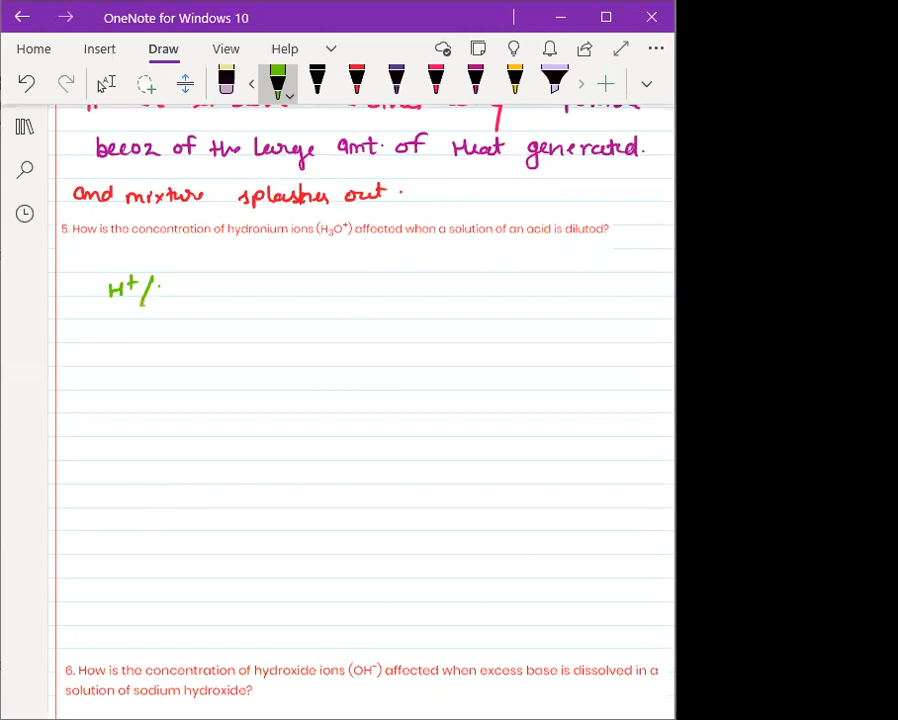 OneNote for Windows 10
Home Insert Draw View Help
becoz of the large amt. of Heat generated.
and mixture splashes out.
5. How is the concentration of hydronium ions (H₃O⁺) affected when a solution of an acid is diluted?
H⁺/
6. How is the concentration of hydroxide ions (OH⁻) affected when excess base is dissolved in a
solution of sodium hydroxide?